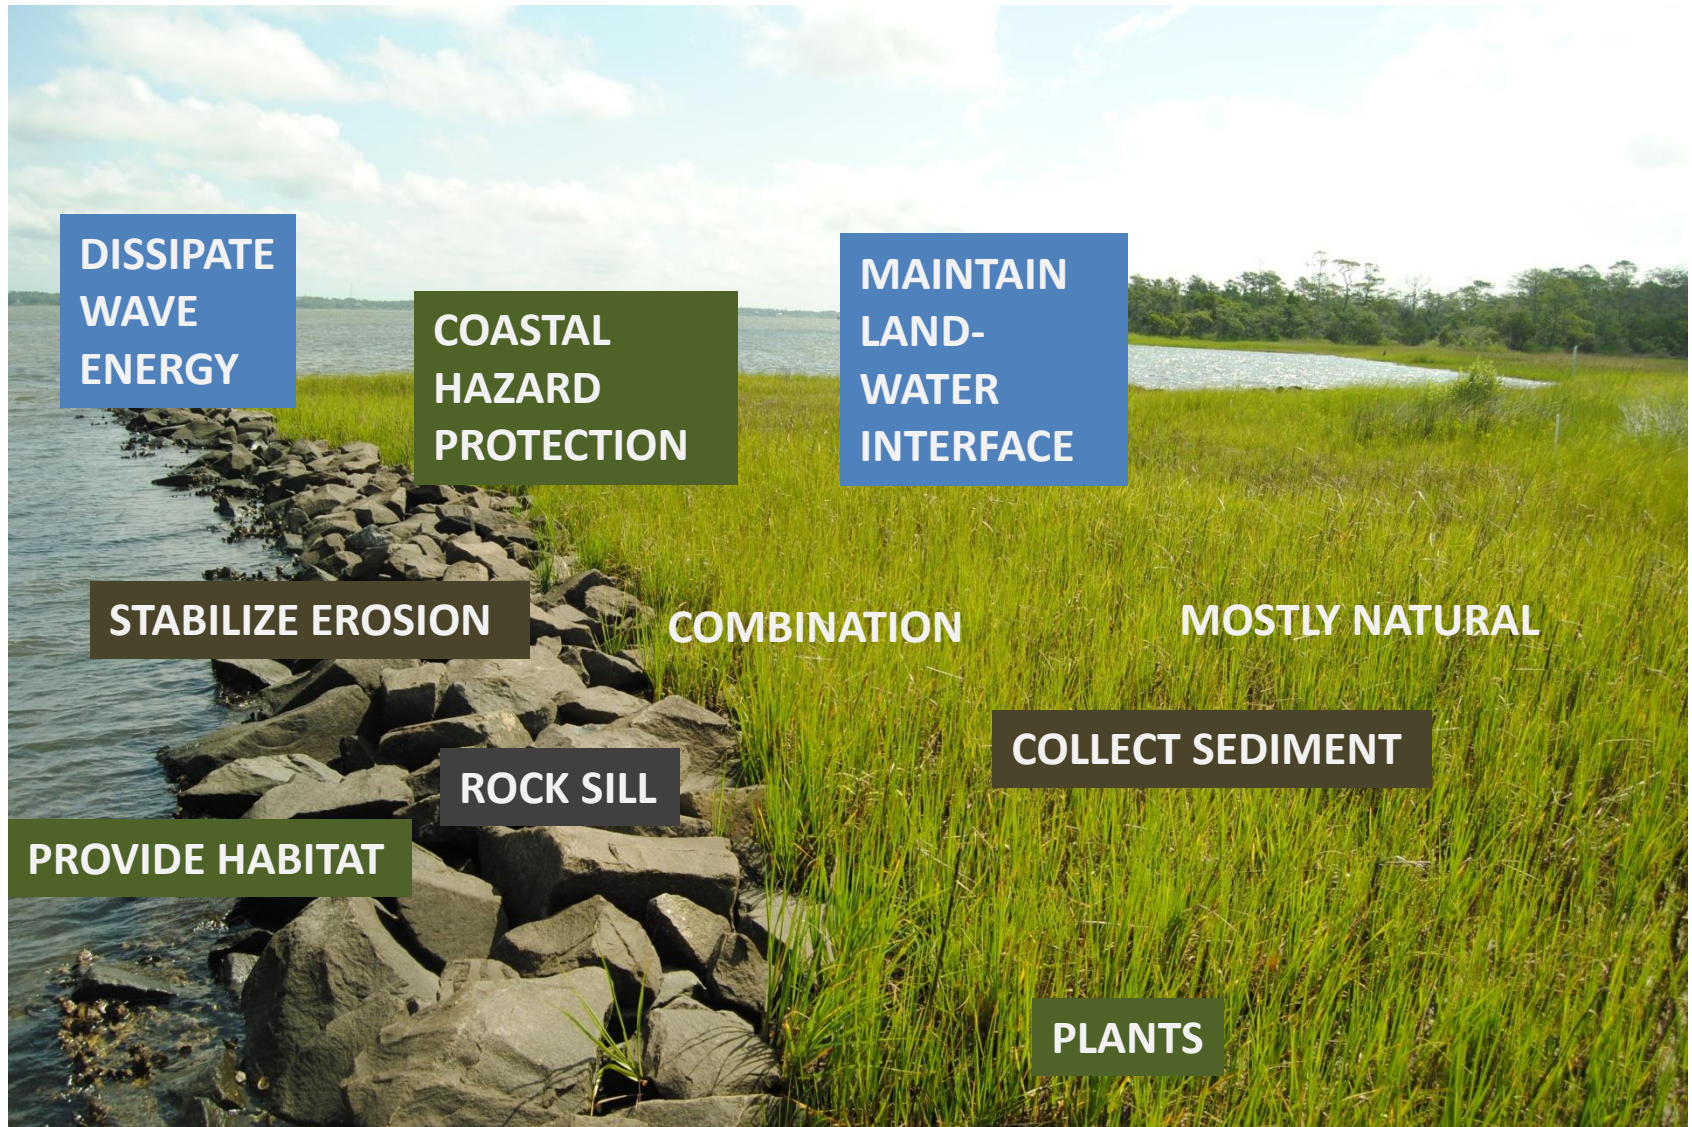 DISSIPATE
WAVE
ENERGY
COASTAL
HAZARD
PROTECTION
MAINTAIN
LAND-
WATER
INTERFACE
STABILIZE EROSION
COMBINATION
MOSTLY NATURAL
COLLECT SEDIMENT
ROCK SILL
PROVIDE HABITAT
PLANTS